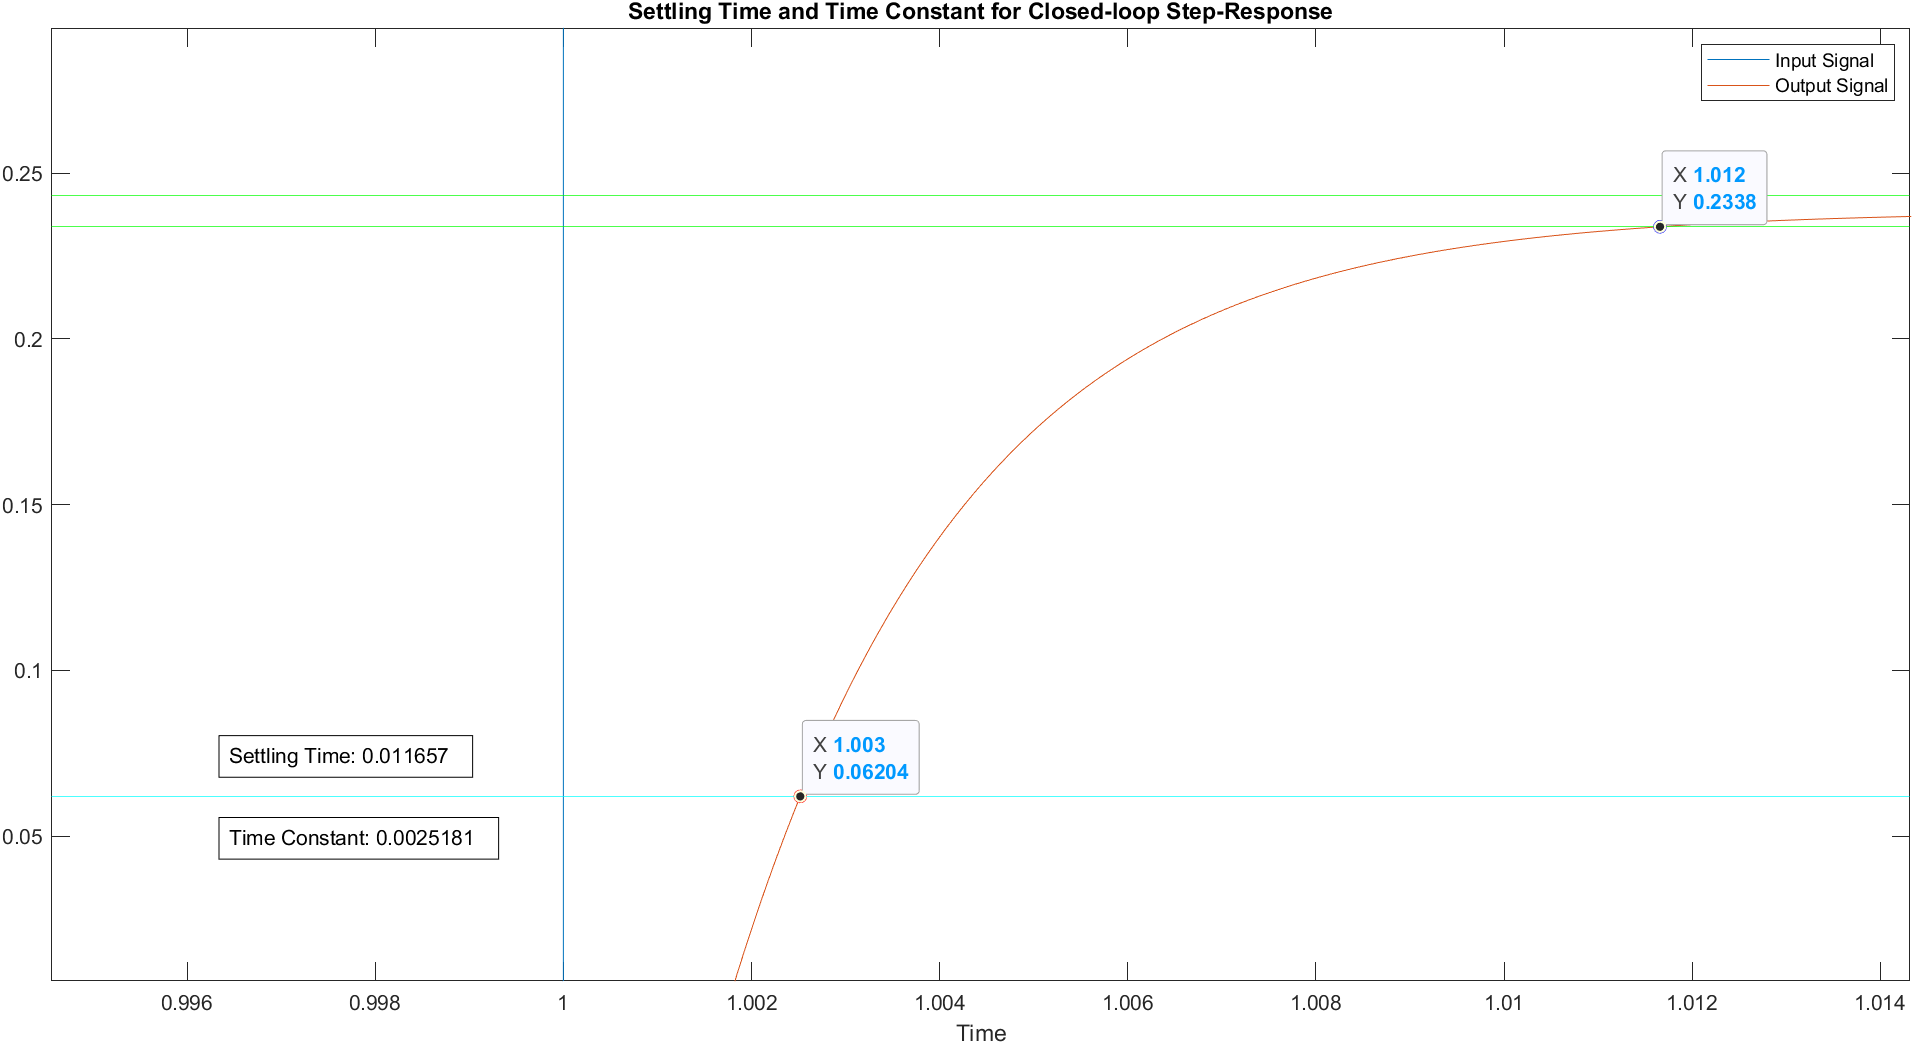 Settling Time and Time Constant for Closed-loop Step-Response
Input Signal
Output Signal
X 1.012
Y 0.2338
0.25
0.2
0.15
0.1
0.05
X 1.003
Y 0.06204
Settling Time: 0.011657
Time Constant: 0.0025181
0.996
0.998
1
1.002
1.004
1.006
1.008
1.01
1.012
1.014
Time